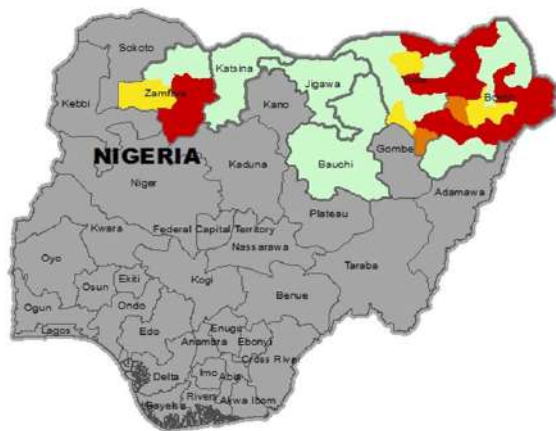 Sokoto
Katsina
Jigawa
Zamfara
Kebbi
Kano
NIGERIA
Kaduna
Bauchi
Gombe
Adamawa
Niger
Plateau
Kwara
Federal Capital Territory
Nassarawa
Taraba
Oyo
Kogi
Ekiti
Osun
Benue
Ogun
Ondo
Lagos
Edo
Enugu
Anambra
Ebonyi
Cross River
Delta
Imo
Abia
Rivers
Bayelsa
Akwa Ibom